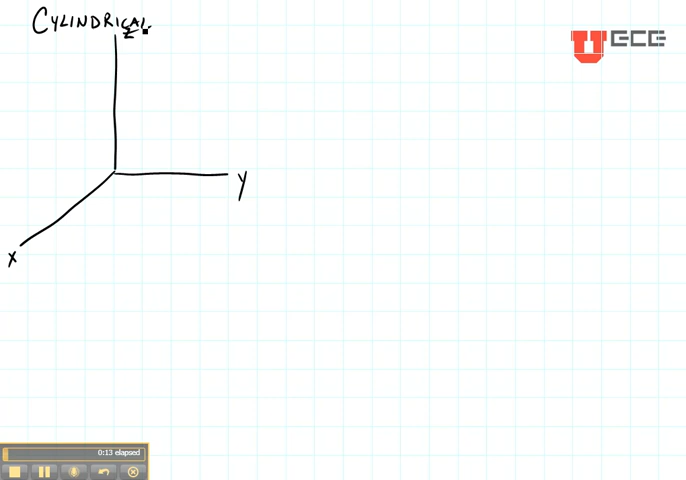 CYLINDRICAL
Z
U ECE
y
x
0:13 elapsed